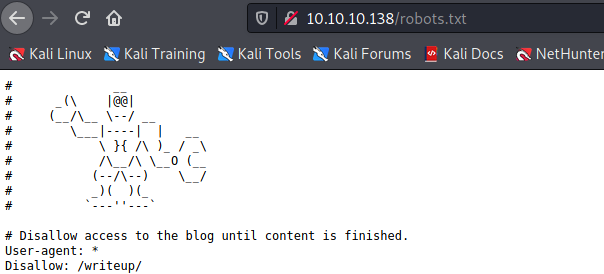 10.10.10.138/robots.txt
Kali Linux Kali Training Kali Tools Kali Forums Kali Docs NetHunter
#              __
#      _(\    |@@|
#     (__/\__ \--/ __
#        \___|----|  |   __
#            \ }{ /\ )_ / _\
#            /\__/\ \__O (__
#           (--/\--)    \__/
#           _)(  )(_
#          `---''---`
# Disallow access to the blog until content is finished.
User-agent: *
Disallow: /writeup/